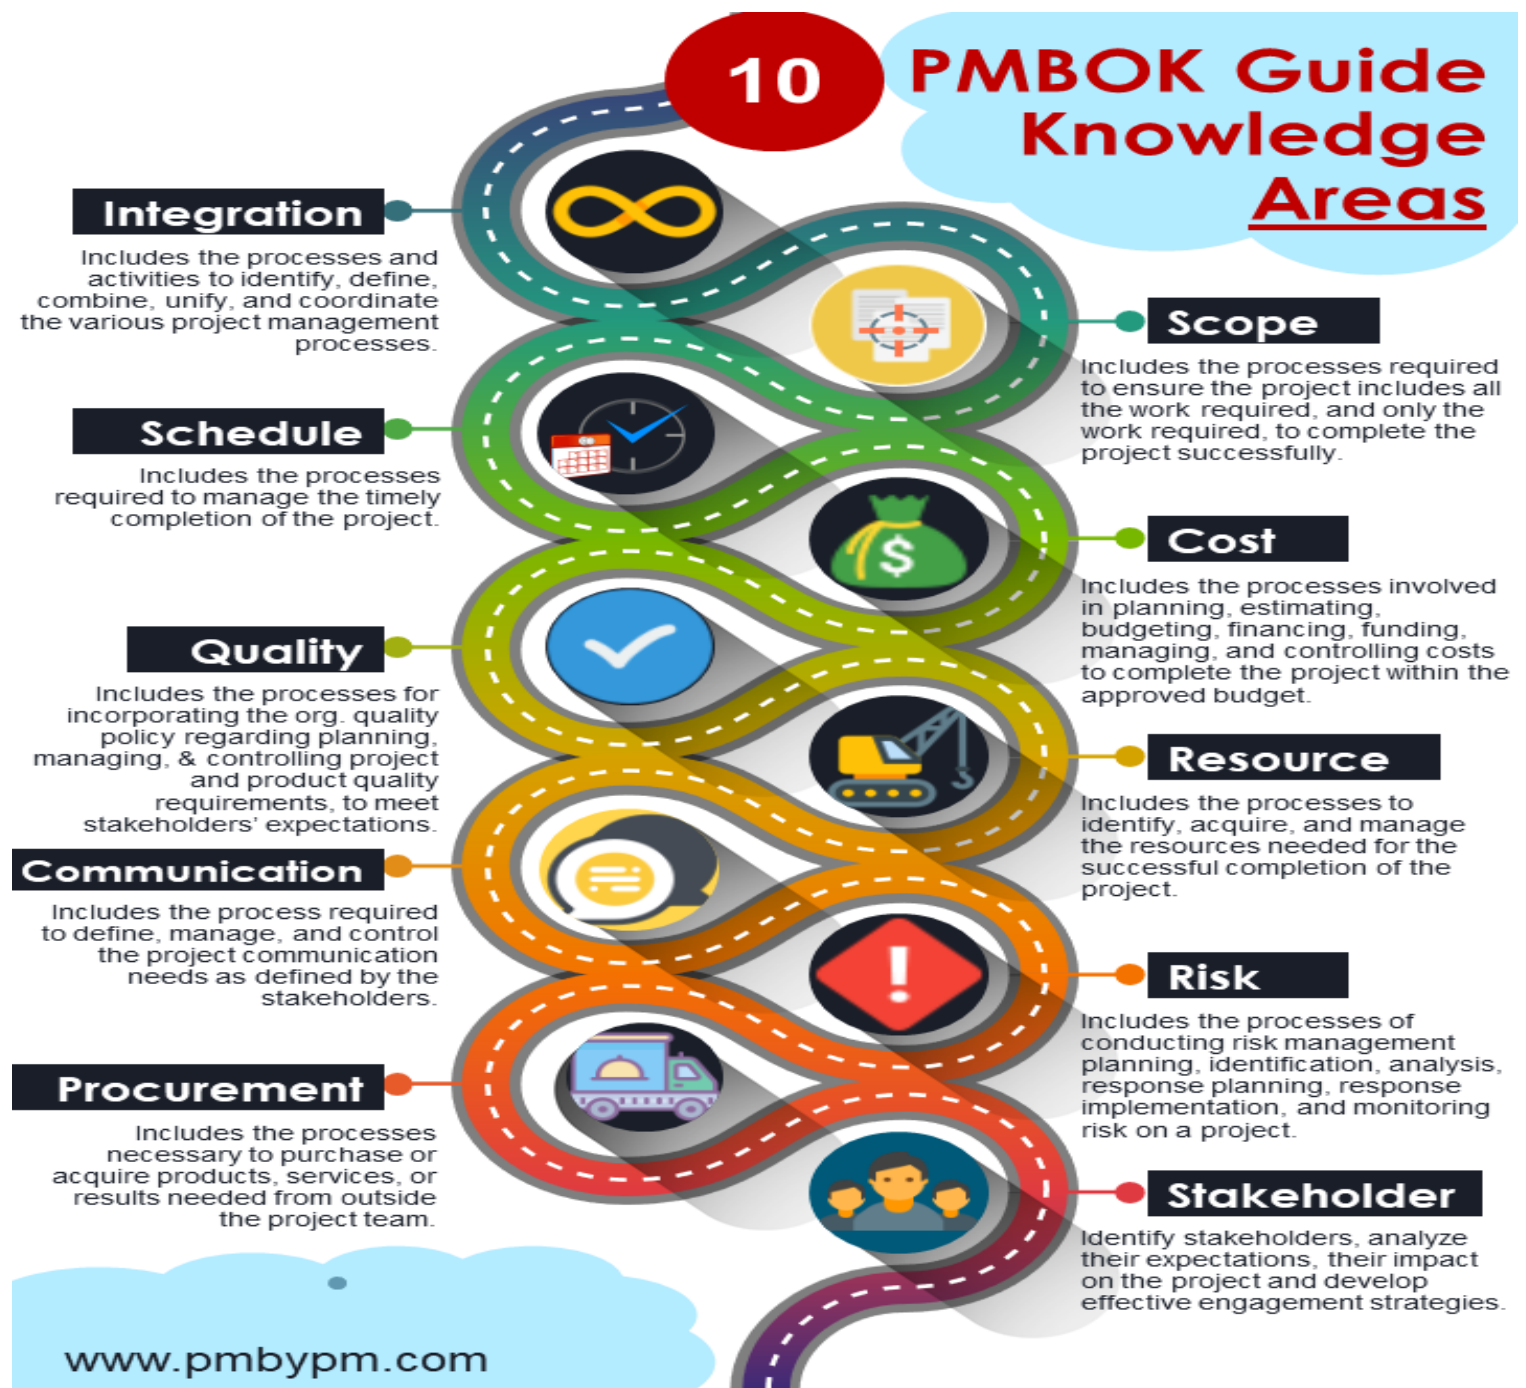 10
PMBOK Guide
Knowledge
Areas
Integration
Includes the processes and
activities to identify, define,
combine, unify, and coordinate
the various project management
processes.
Scope
Includes the processes required
to ensure the project includes all
the work required, and only the
work required, to complete the
project successfully.
Schedule
Includes the processes
required to manage the timely
completion of the project.
Cost
Includes the processes involved
in planning, estimating,
budgeting, financing, funding,
managing, and controlling costs
to complete the project within the
approved budget.
$
Quality
Includes the processes for
incorporating the org. quality
policy regarding planning,
managing, & controlling project
and product quality
requirements, to meet
stakeholders’ expectations.
Resource
Includes the processes to
identify, acquire, and manage
the resources needed for the
successful completion of the
project.
Communication
Includes the process required
to define, manage, and control
the project communication
needs as defined by the
stakeholders.
Risk
Includes the processes of
conducting risk management
planning, identification, analysis,
response planning, response
implementation, and monitoring
risk on a project.
!
Procurement
Includes the processes
necessary to purchase or
acquire products, services, or
results needed from outside
the project team.
Stakeholder
Identify stakeholders, analyze
their expectations, their impact
on the project and develop
effective engagement strategies.
www.pmbypm.com